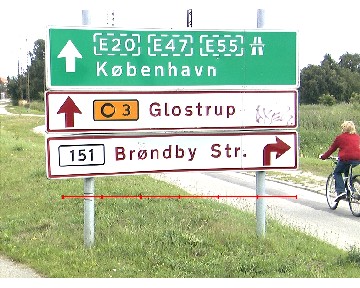 E20 E47 E55
København
3 Glostrup
151 Brøndby Str.